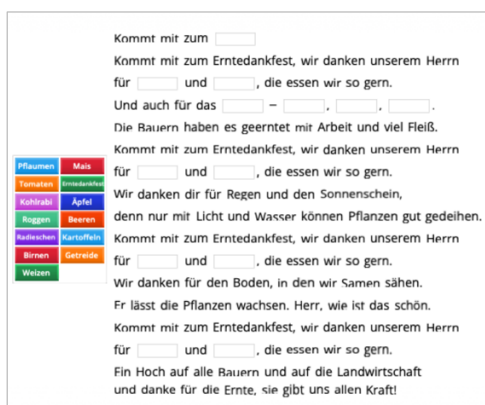 Kommt mit zum
Kommt mit zum Erntedankfest, wir danken unserem Herrn
für und , die essen wir so gern.
Und auch für das – , , .
Die Bauern haben es geerntet mit Arbeit und viel Fleiß.
Kommt mit zum Erntedankfest, wir danken unserem Herrn
für und , die essen wir so gern.
Wir danken dir für Regen und den Sonnenschein,
denn nur mit Licht und Wasser können Pflanzen gut gedeihen.
Kommt mit zum Erntedankfest, wir danken unserem Herrn
für und , die essen wir so gern.
Wir danken für den Boden, in den wir Samen sähen.
Er lässt die Pflanzen wachsen. Herr, wie ist das schön.
Kommt mit zum Erntedankfest, wir danken unserem Herrn
für und , die essen wir so gern.
Ein Hoch auf alle Bauern und auf die Landwirtschaft
und danke für die Ernte, sie gibt uns allen Kraft!
Pflaumen Mais
Tomaten Erntedankfest
Kohlrabi Äpfel
Roggen Beeren
Radieschen Kartoffeln
Birnen Getreide
Weizen